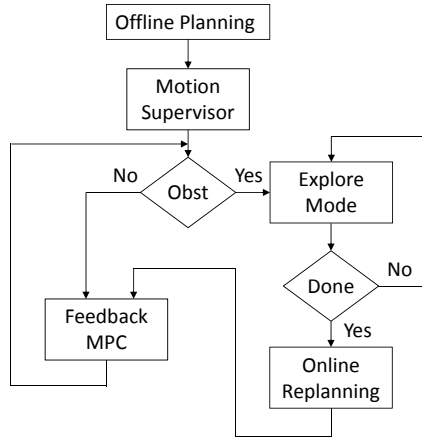 Offline Planning
Motion
Supervisor
No
Obst
Yes
Explore
Mode
Done
No
Yes
Feedback
MPC
Online
Replanning